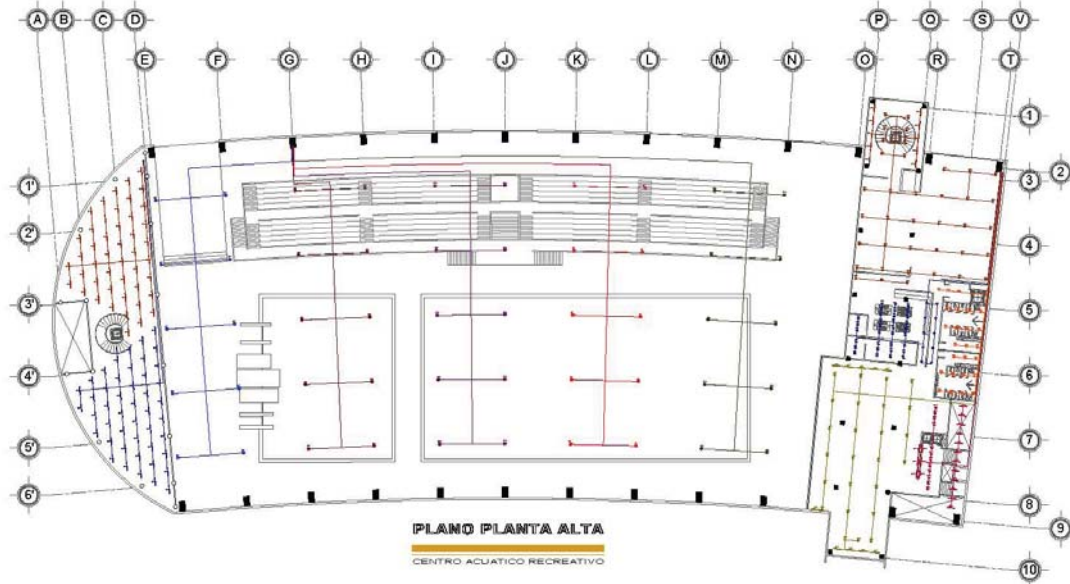 A B C D P Q S V
E F G H I J K L M N O R T
1
1' 3 2
2' 4
3' 5
4' 6
5' 7
6' 8
9
10
PLANO PLANTA ALTA
CENTRO ACUATICO RECREATIVO